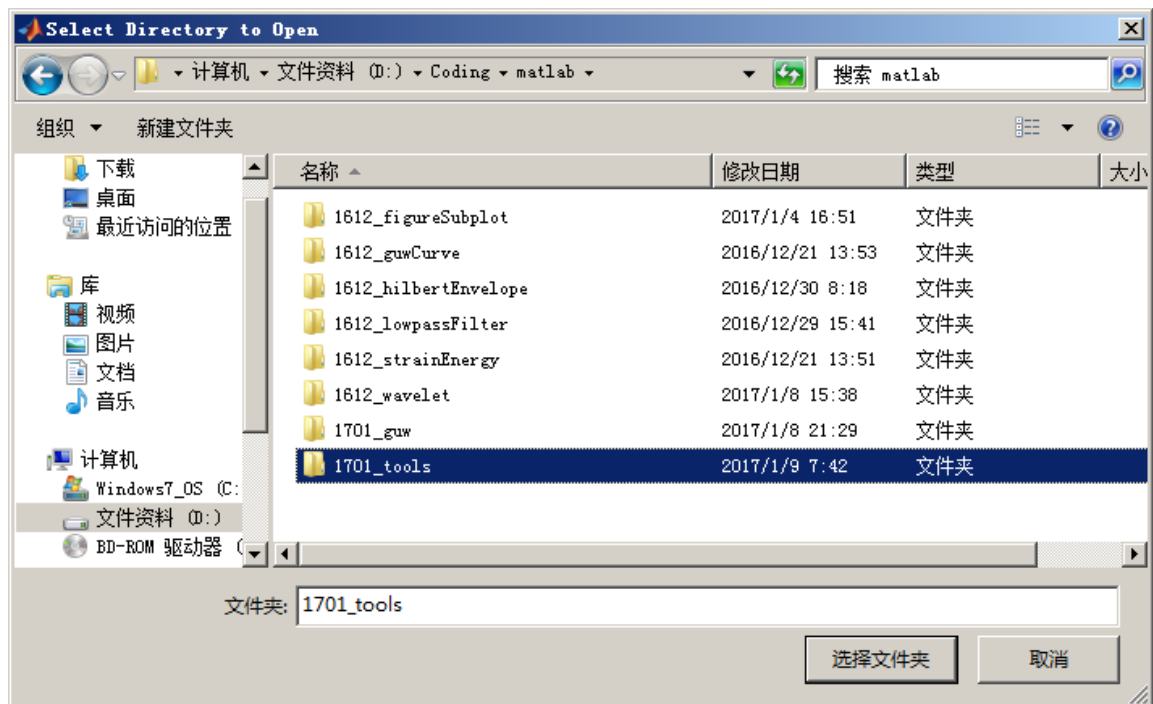 Select Directory to Open
计算机 文件资料 (D:) Coding matlab 搜索 matlab
组织 新建文件夹
下载
桌面
最近访问的位置
库
视频
图片
文档
音乐
计算机
Windows7_OS (C:
文件资料 (D:)
BD-ROM 驱动器 (
名称 修改日期 类型 大小
1612_figureSubplot 2017/1/4 16:51 文件夹
1612_guwCurve 2016/12/21 13:53 文件夹
1612_hilbertEnvelope 2016/12/30 8:18 文件夹
1612_lowpassFilter 2016/12/29 15:41 文件夹
1612_strainEnergy 2016/12/21 13:51 文件夹
1612_wavelet 2017/1/8 15:38 文件夹
1701_guw 2017/1/8 21:29 文件夹
1701_tools 2017/1/9 7:42 文件夹
文件夹: 1701_tools
选择文件夹 取消